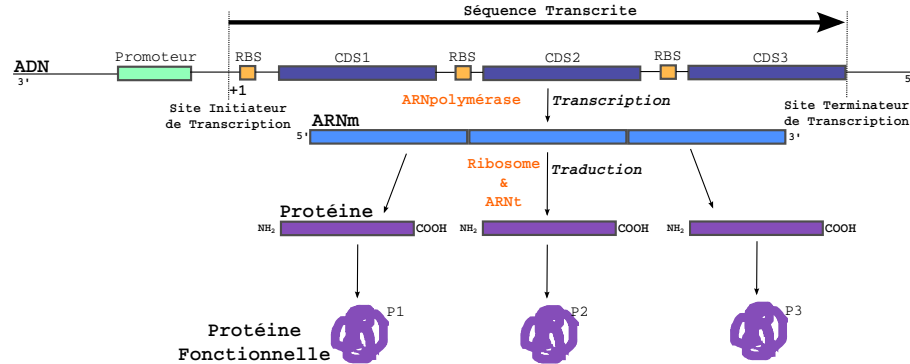 Séquence Transcrite
Promoteur
RBS
CDS1
RBS
CDS2
RBS
CDS3
ADN
3'
5'
+1
Site Initiateur
de Transcription
ARNpolymérase
Transcription
Site Terminateur
de Transcription
ARNm
5'
3'
Ribosome
&
ARNt
Traduction
Protéine
NH₂
COOH
NH₂
COOH
NH₂
COOH
P1
P2
P3
Protéine
Fonctionnelle